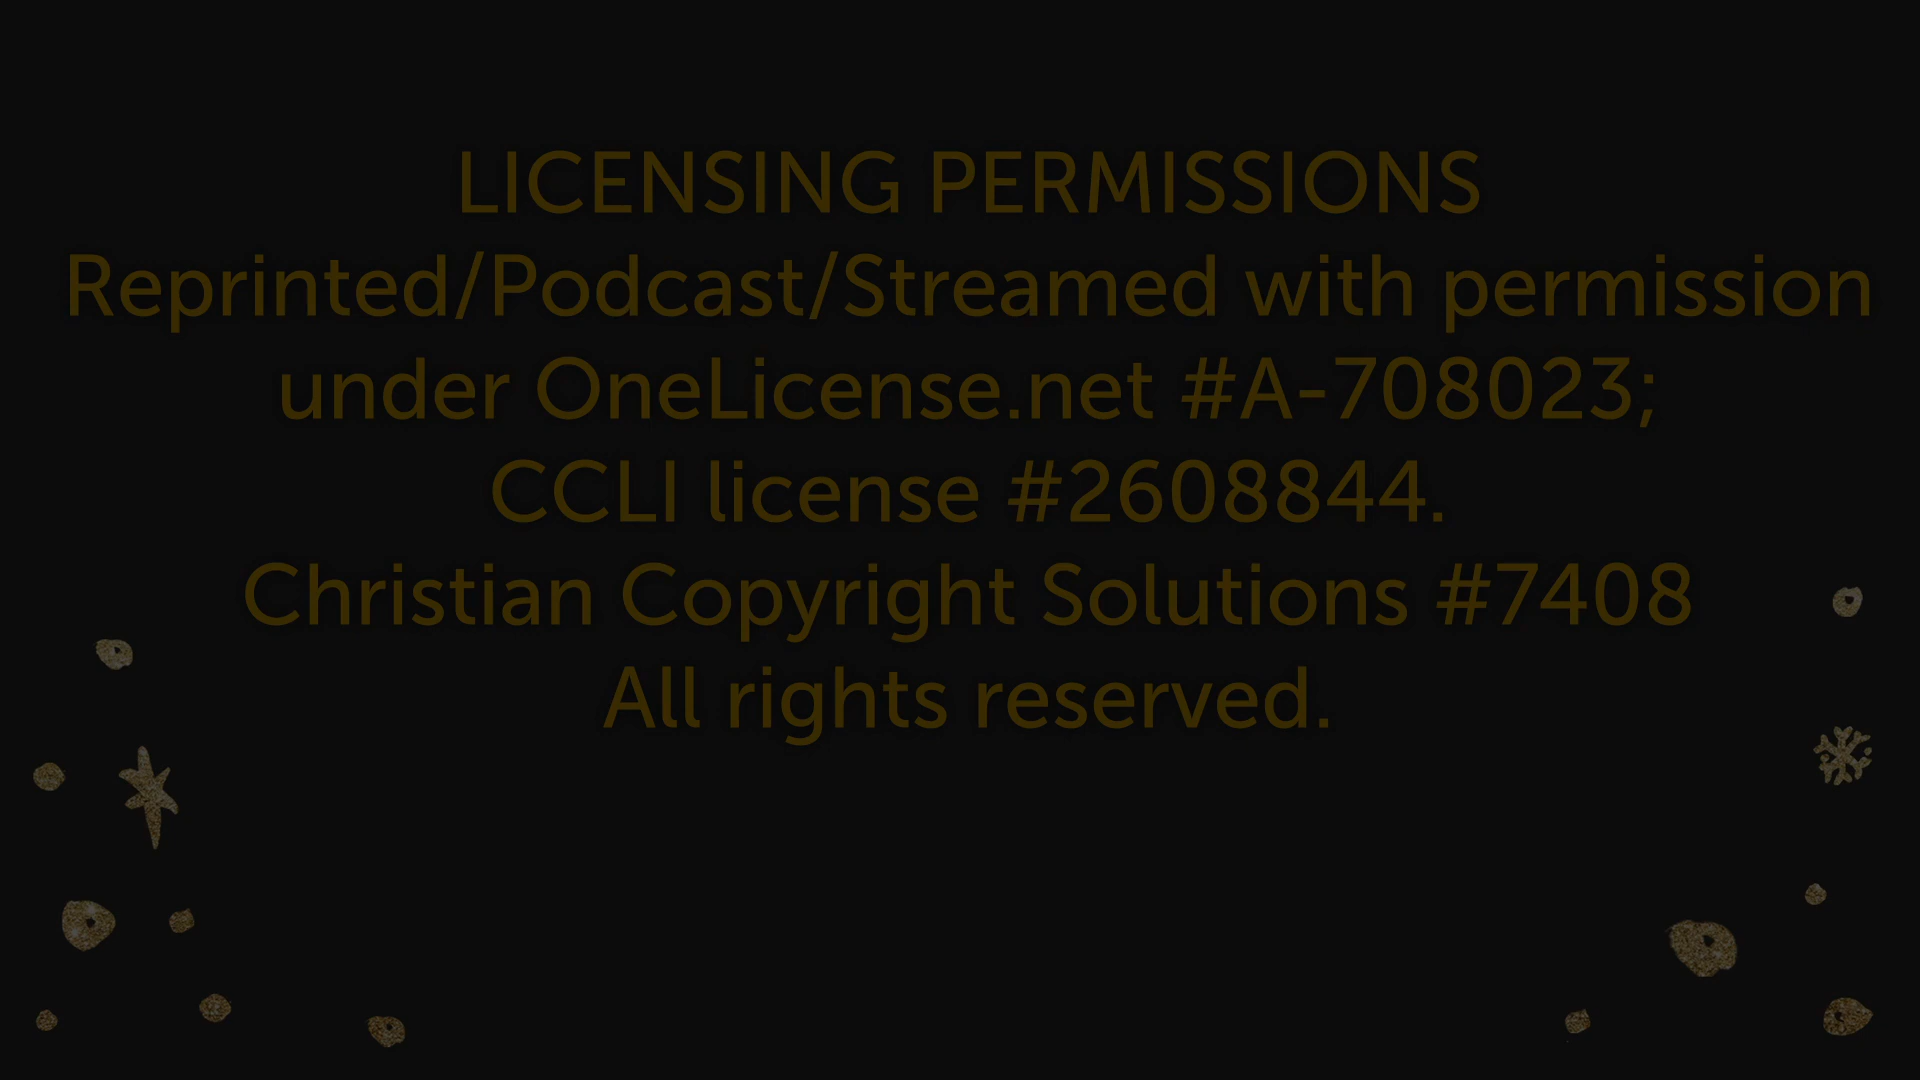 LICENSING PERMISSIONS
Reprinted/Podcast/Streamed with permission
under OneLicense.net #A-708023;
CCLI license #2608844.
Christian Copyright Solutions #7408
All rights reserved.